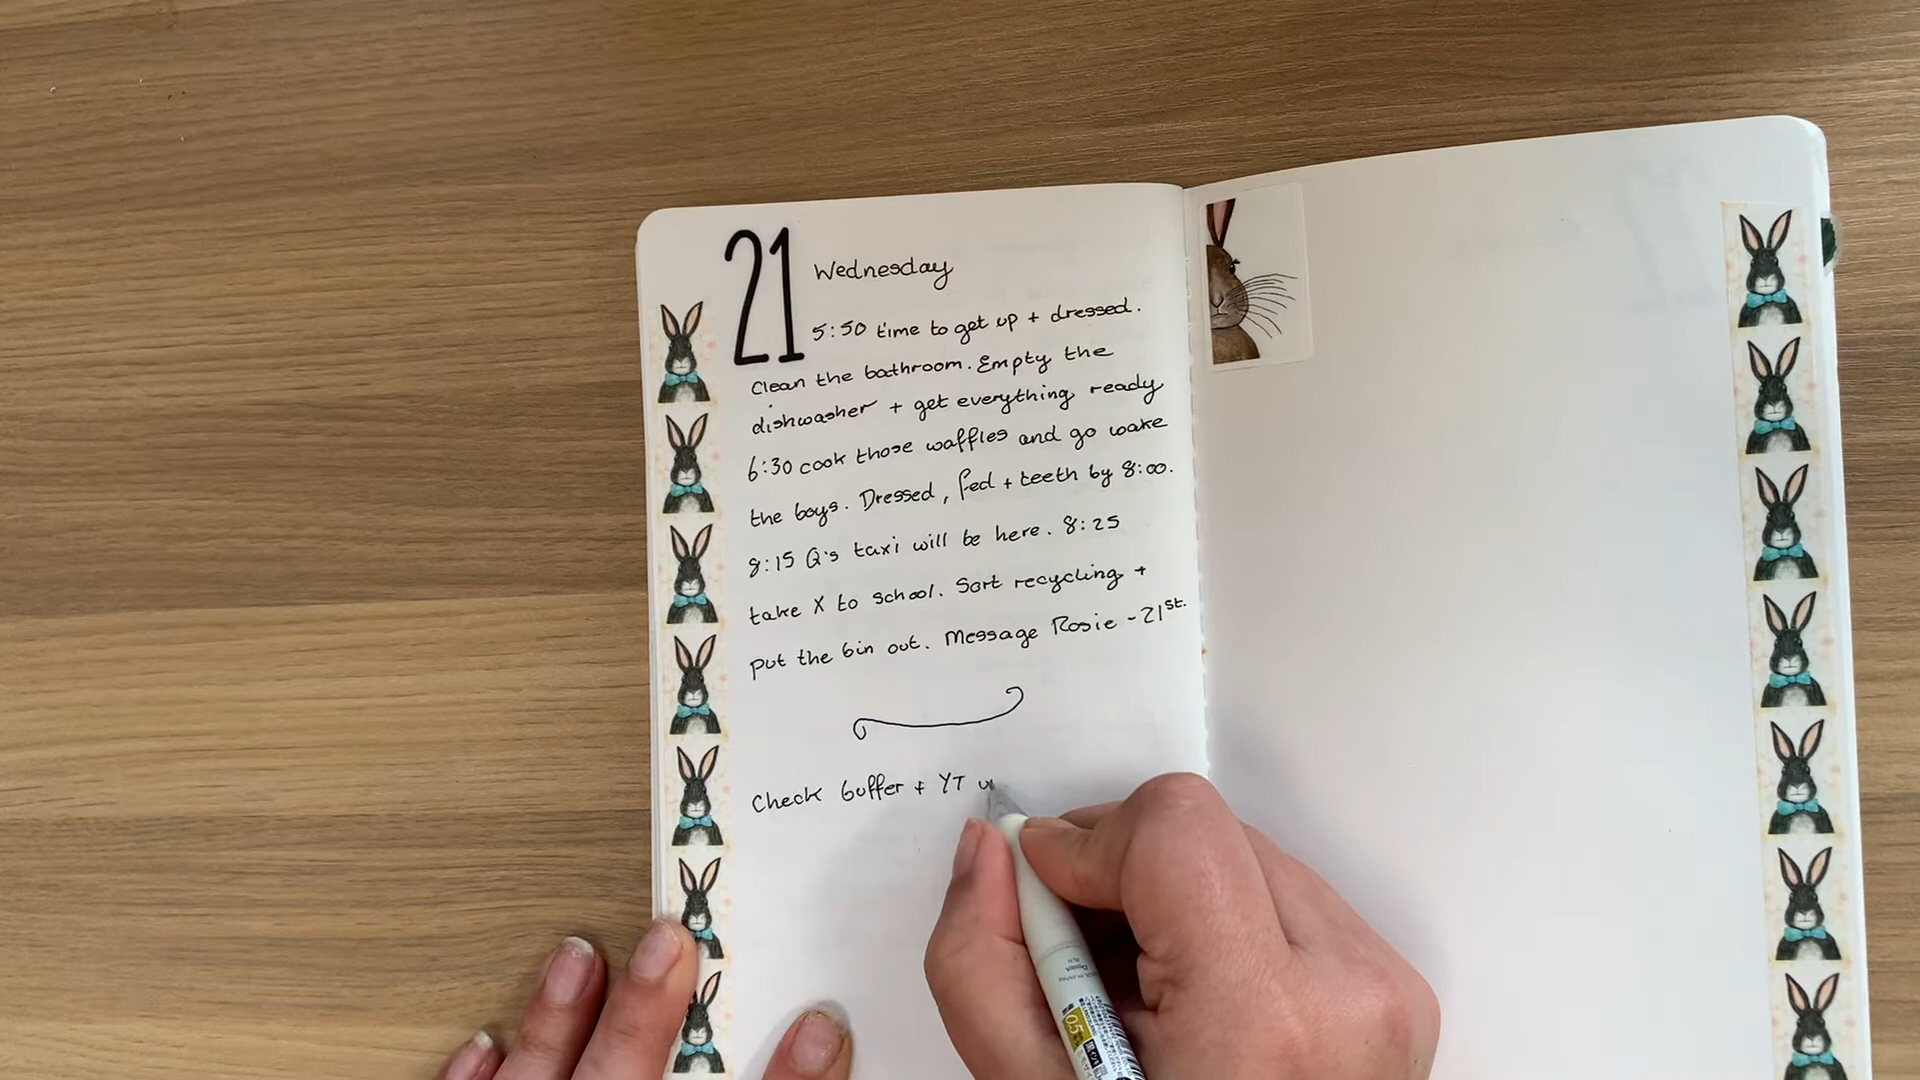 21 Wednesday
5:50 time to get up + dressed.
Clean the bathroom. Empty the
dishwasher + get everything ready
6:30 cook those waffles and go wake
the boys. Dressed, fed + teeth by 8:00.
8:15 Q's taxi will be here. 8:25
take X to school. Sort recycling +
put the bin out. Message Rosie - 21st.
Check buffer + YT
Pentel
0.5